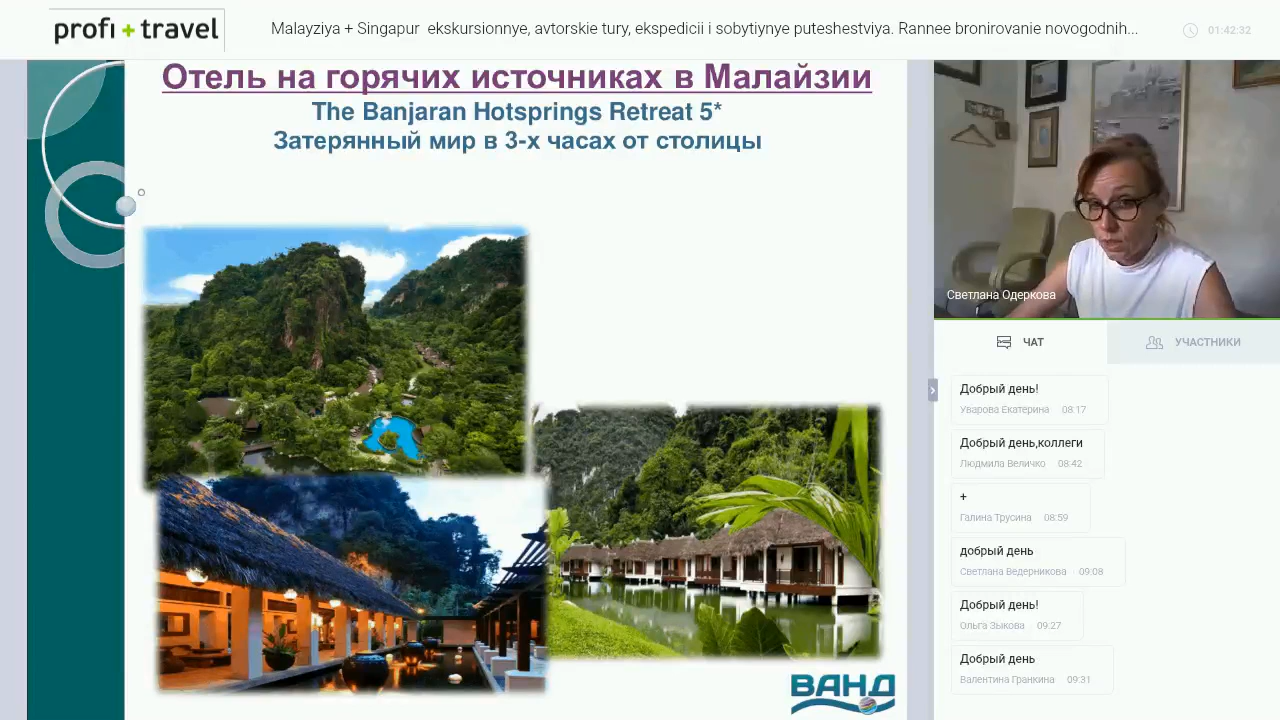 profi + travel
Malayziya + Singapur ekskursionnye, avtorskie tury, ekspedicii i sobytiynye puteshestviya. Rannee bronirovanie novogodnih...
01:42:32
Отель на горячих источниках в Малайзии
The Banjaran Hotsprings Retreat 5*
Затерянный мир в 3-х часах от столицы
ВАНД
Светлана Одеркова
ЧАТ
УЧАСТНИКИ
Добрый день!
Уварова Екатерина 08:17
Добрый день,коллеги
Людмила Величко 08:42
+
Галина Трусина 08:59
добрый день
Светлана Ведерникова 09:08
Добрый день!
Ольга Зыкова 09:27
Добрый день
Валентина Гранкина 09:31